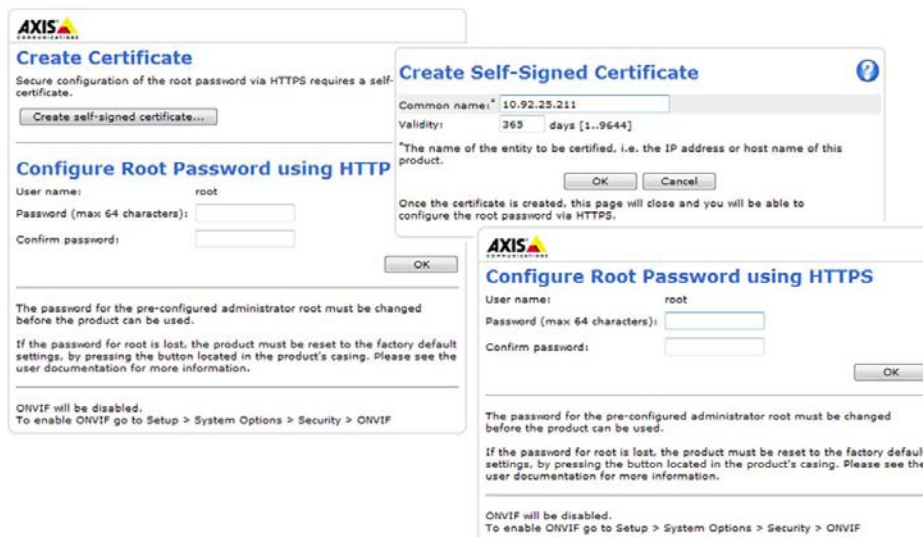 AXIS
COMMUNICATIONS
Create Certificate
Secure configuration of the root password via HTTPS requires a self-
certificate.
Create self-signed certificate...
Configure Root Password using HTTP
User name: root
Password (max 64 characters):
Confirm password:
OK
The password for the pre-configured administrator root must be changed
before the product can be used.
If the password for root is lost, the product must be reset to the factory default
settings, by pressing the button located in the product's casing. Please see the
user documentation for more information.
ONVIF will be disabled.
To enable ONVIF go to Setup > System Options > Security > ONVIF
Create Self-Signed Certificate
?
Common name:* 10.92.25.211
Validity: 365 days [1..9644]
*The name of the entity to be certified, i.e. the IP address or host name of this
product.
OK Cancel
Once the certificate is created, this page will close and you will be able to
configure the root password via HTTPS.
AXIS
COMMUNICATIONS
Configure Root Password using HTTPS
User name: root
Password (max 64 characters):
Confirm password:
OK
The password for the pre-configured administrator root must be changed
before the product can be used.
If the password for root is lost, the product must be reset to the factory default
settings, by pressing the button located in the product's casing. Please see the
user documentation for more information.
ONVIF will be disabled.
To enable ONVIF go to Setup > System Options > Security > ONVIF